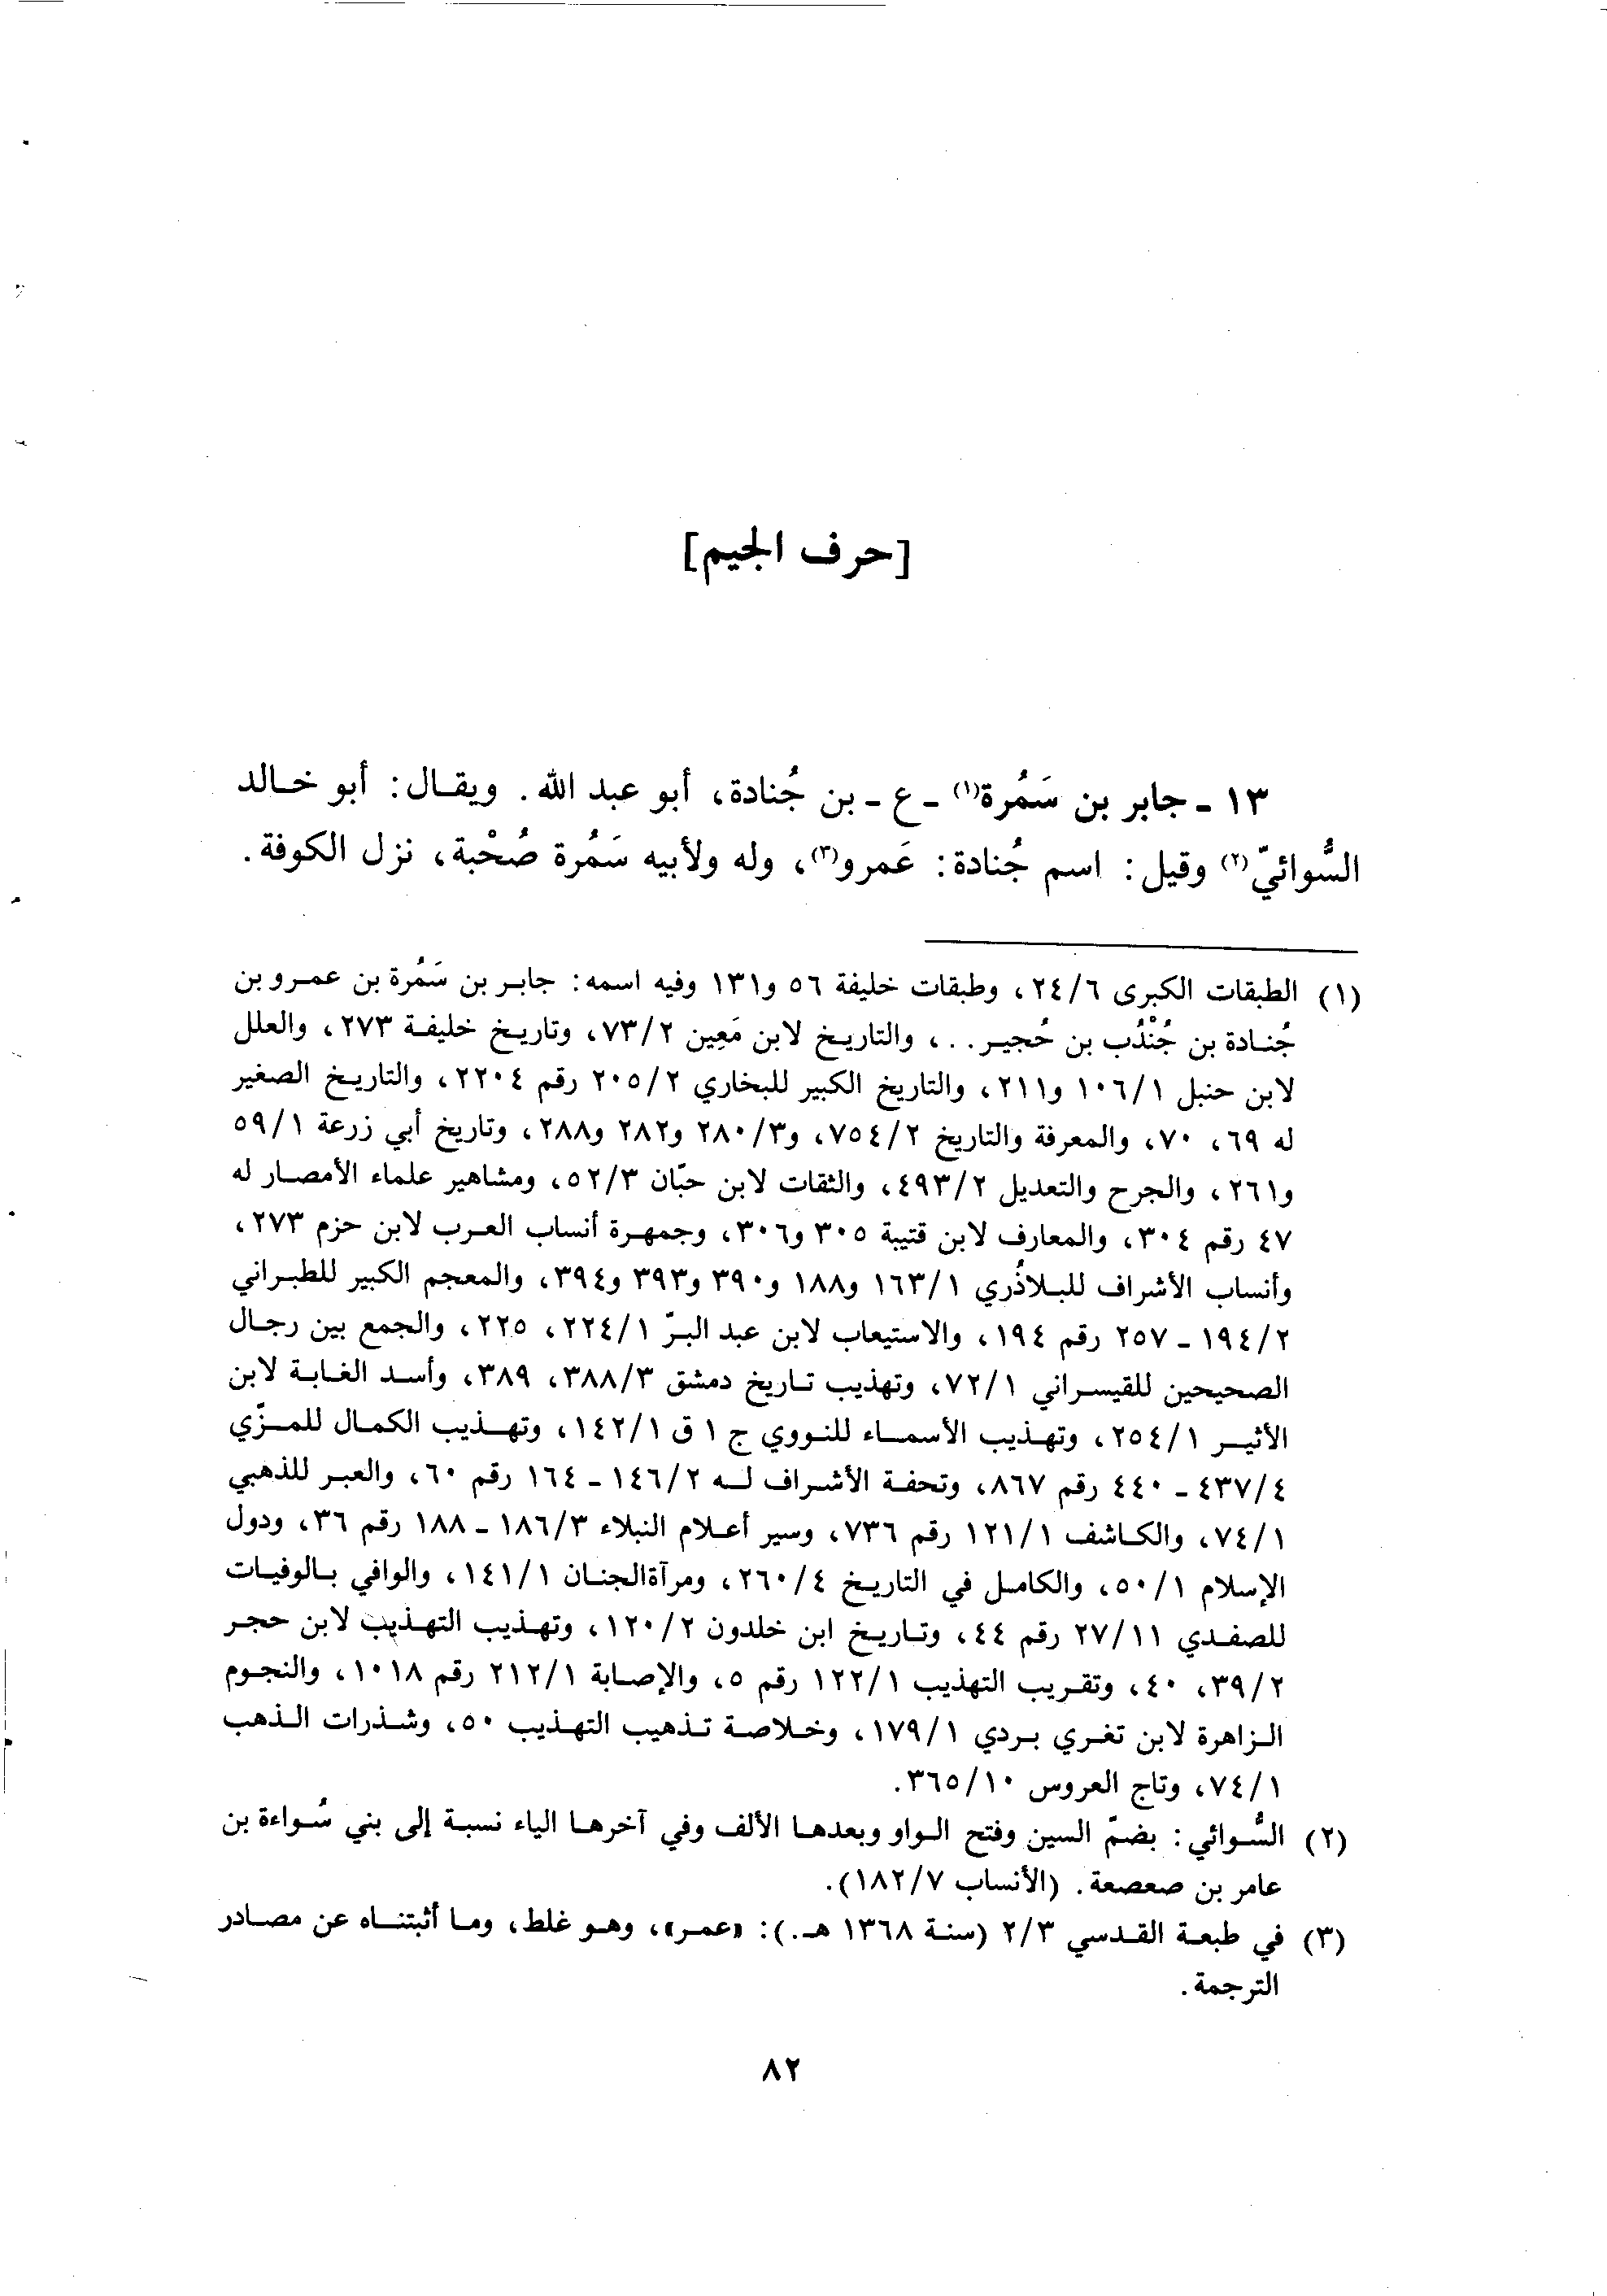 [حرف الجيم]
١٣ - جابر بن سَمُرة(١) - ع - بن جُنادة، أبو عبد الله. ويقال: أبو خالد
السُّوائيّ(٢) وقيل: اسم جُنادة: عَمرو(٣)، وله ولأبيه سَمُرة صُحْبة، نزل الكوفة.
(١) الطبقات الكبرى ٢٤/٦، وطبقات خليفة ٥٦ و١٣١ وفيه اسمه: جابر بن سَمُرة بن عمرو بن
جُنادة بن جُنْدُب بن حُجير..، والتاريخ لابن مَعِين ٧٣/٢، وتاريخ خليفة ٢٧٣، والعلل
لابن حنبل ١٠٦/١ و٢١١، والتاريخ الكبير للبخاري ٢٠٥/٢ رقم ٢٢٠٤، والتاريخ الصغير
له ٦٩، ٧٠، والمعرفة والتاريخ ٧٥٤/٢، و٢٨٠/٣ و٢٨٢ و٢٨٨، وتاريخ أبي زرعة ٥٩/١
و٢٦١، والجرح والتعديل ٤٩٣/٢، والثقات لابن حبّان ٥٢/٣، ومشاهير علماء الأمصار له
٤٧ رقم ٣٠٤، والمعارف لابن قتيبة ٣٠٥ و٣٠٦، وجمهرة أنساب العرب لابن حزم ٢٧٣،
وأنساب الأشراف للبلاذُري ١٦٣/١ و١٨٨ و٣٩٠ و٣٩٣ و٣٩٤، والمعجم الكبير للطبراني
١٩٤/٢ - ٢٥٧ رقم ١٩٤، والاستيعاب لابن عبد البرّ ٢٢٤/١، ٢٢٥، والجمع بين رجال
الصحيحين للقيسراني ٧٢/١، وتهذيب تاريخ دمشق ٣٨٨/٣، ٣٨٩، وأسد الغابة لابن
الأثير ٢٥٤/١، وتهذيب الأسماء للنووي ج ١ ق ١٤٢/١، وتهذيب الكمال للمزّي
٤٣٧/٤ - ٤٤٠ رقم ٨٦٧، وتحفة الأشراف له ١٤٦/٢ - ١٦٤ رقم ٦٠، والعبر للذهبي
٧٤/١، والكاشف ١٢١/١ رقم ٧٣٦، وسير أعلام النبلاء ١٨٦/٣ - ١٨٨ رقم ٣٦، ودول
الإسلام ٥٠/١، والكامل في التاريخ ٢٦٠/٤، ومرآة الجنان ١٤١/١، والوافي بالوفيات
للصفدي ٢٧/١١ رقم ٤٤، وتاريخ ابن خلدون ١٢٠/٢، وتهذيب التهذيب لابن حجر
٣٩/٢، ٤٠، وتقريب التهذيب ١٢٢/١ رقم ٥، والإصابة ٢١٢/١ رقم ١٠١٨، والنجوم
الزاهرة لابن تغري بردي ١٧٩/١، وخلاصة تذهيب التهذيب ٥٠، وشذرات الذهب
٧٤/١، وتاج العروس ٣٦٥/١٠.
(٢) السُّوائي: بضمّ السين وفتح الواو وبعدها الألف وفي آخرها الياء نسبة إلى بني سُواءة بن
عامر بن صعصعة. (الأنساب ١٨٢/٧).
(٣) في طبعة القدسي ٢/٣ (سنة ١٣٦٨ هـ.): «عمر»، وهو غلط، وما أثبتناه عن مصادر
الترجمة.
٨٢